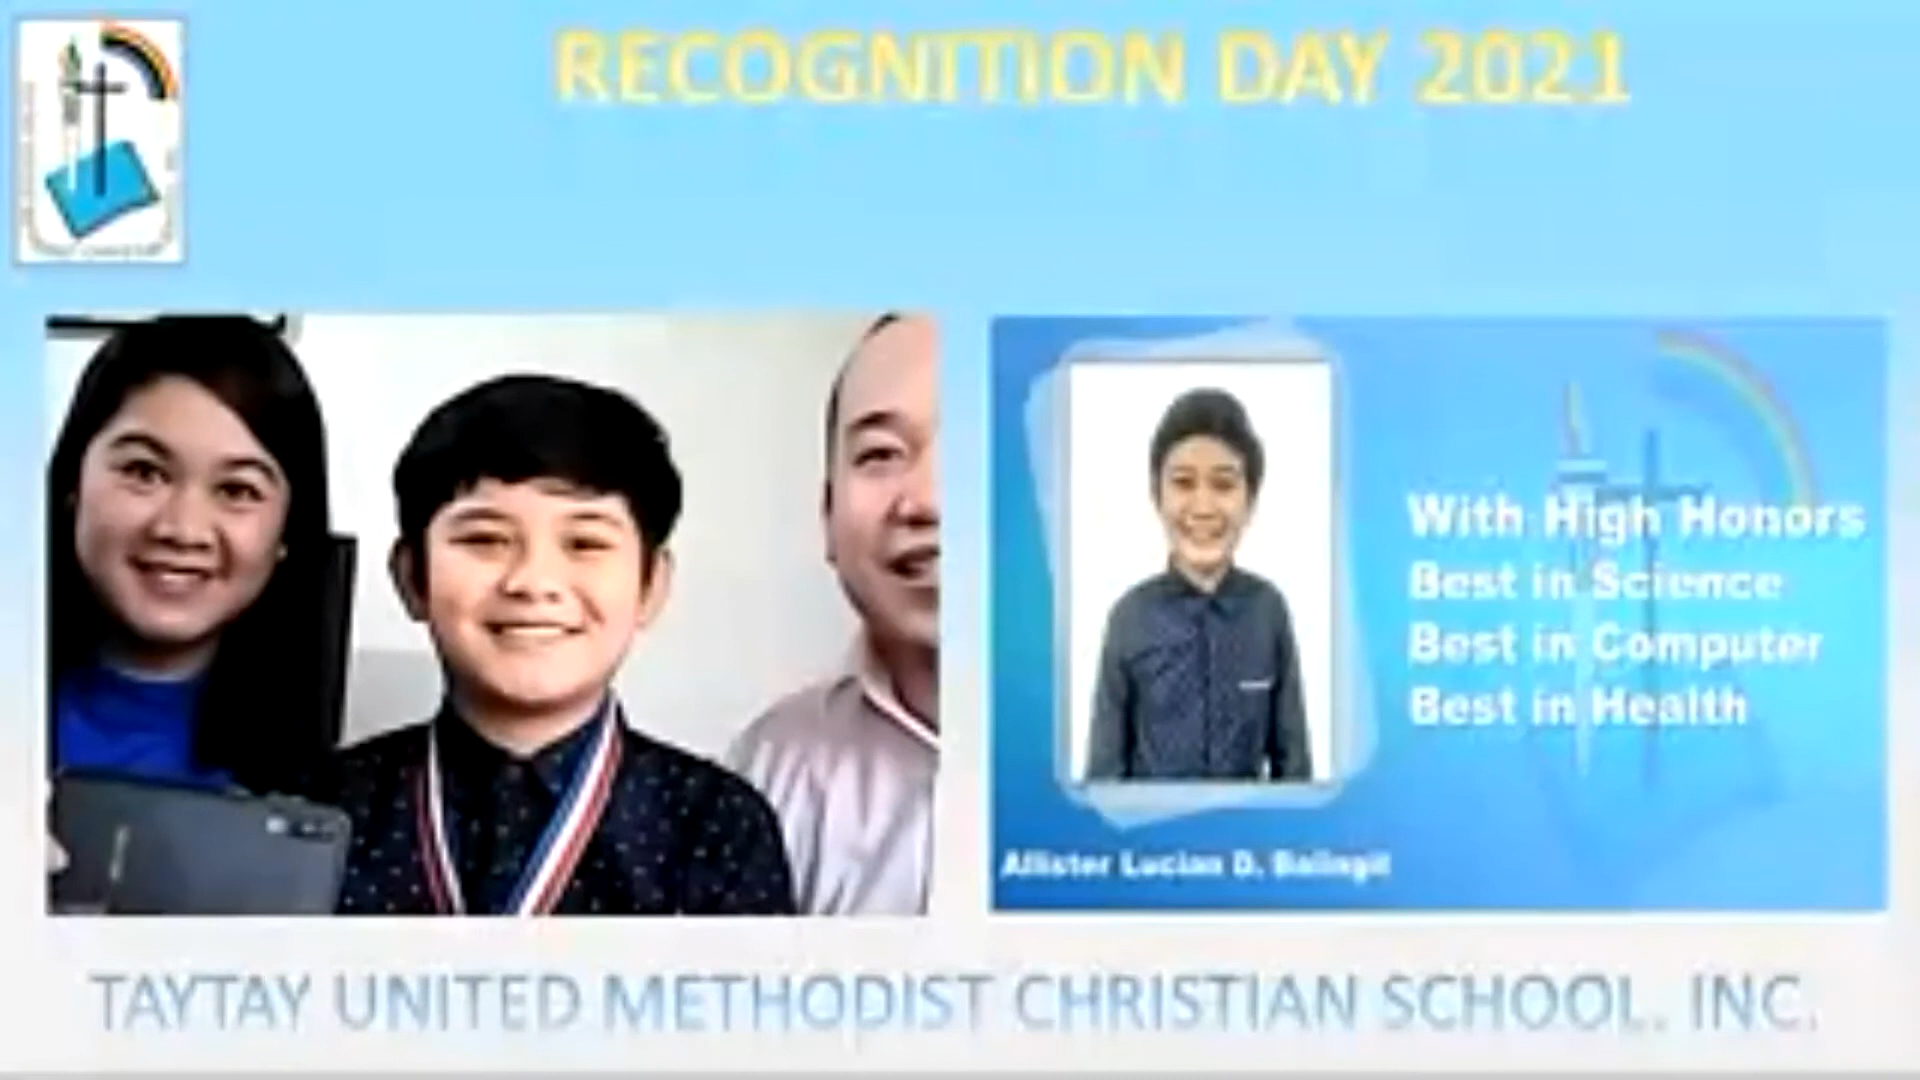 RECOGNITION DAY 2021
With High Honors
Best in Science
Best in Computer
Best in Health
Allister Lucian D.
TAYTAY UNITED METHODIST CHRISTIAN SCHOOL, INC.